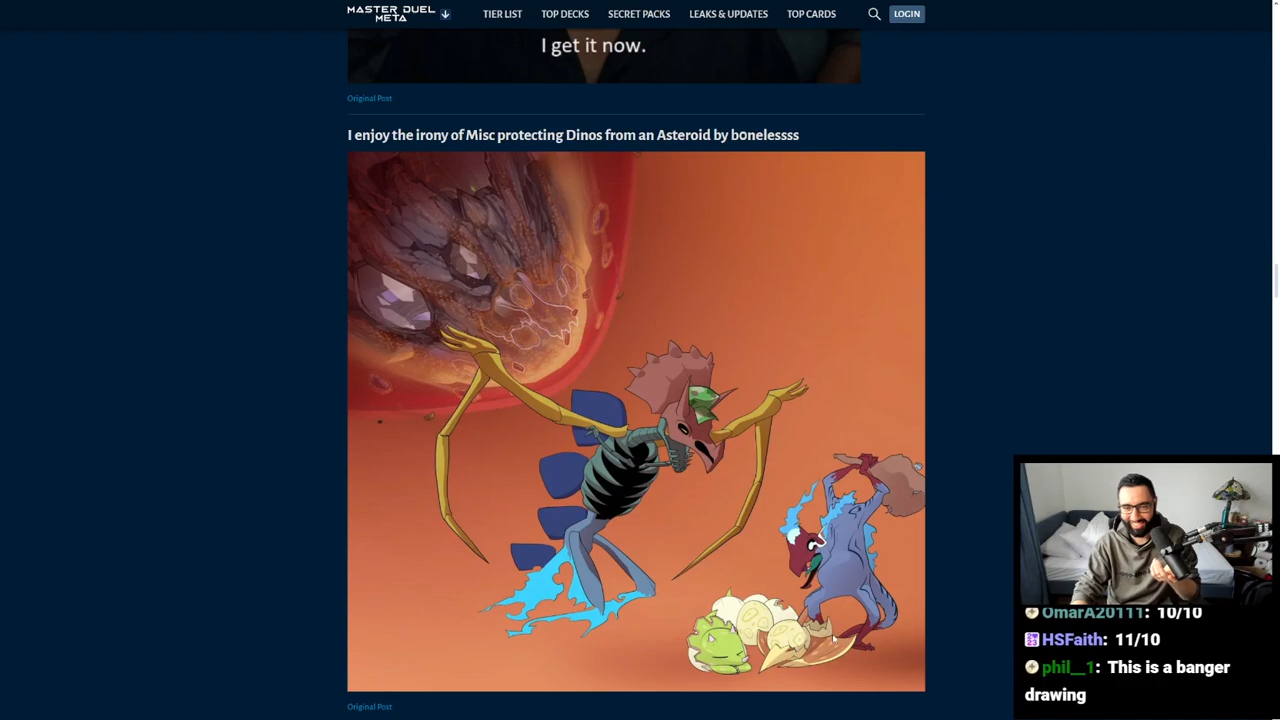 MASTER DUEL
META
TIER LIST
TOP DECKS
SECRET PACKS
LEAKS & UPDATES
TOP CARDS
LOGIN
I get it now.
Original Post
I enjoy the irony of Misc protecting Dinos from an Asteroid by b0nelessss
OmarA20111: 10/10
HSFaith: 11/10
phil__1: This is a banger
drawing
Original Post